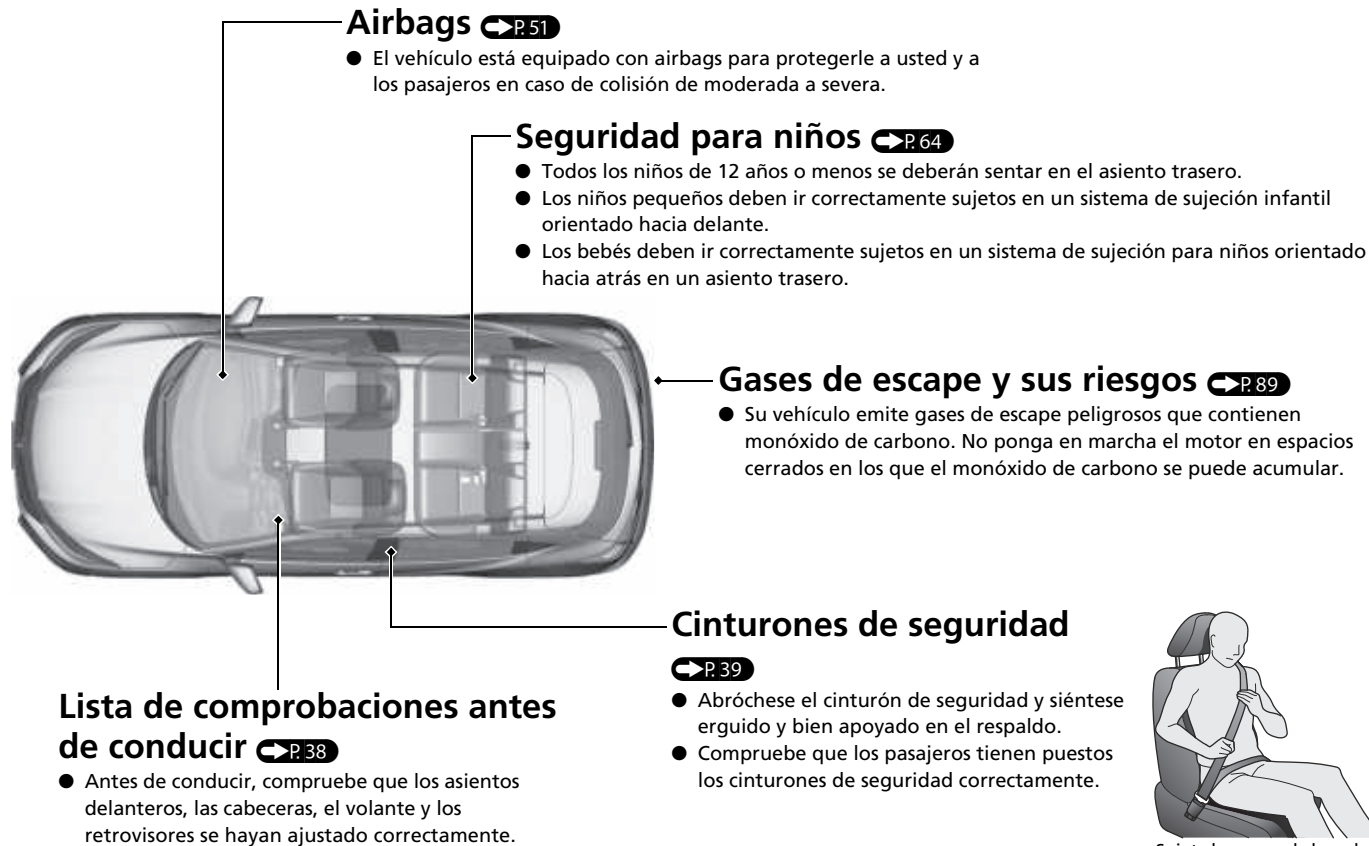 Airbags P. 51
● El vehículo está equipado con airbags para protegerle a usted y a
los pasajeros en caso de colisión de moderada a severa.
Seguridad para niños P. 64
● Todos los niños de 12 años o menos se deberán sentar en el asiento trasero.
● Los niños pequeños deben ir correctamente sujetos en un sistema de sujeción infantil
orientado hacia delante.
● Los bebés deben ir correctamente sujetos en un sistema de sujeción para niños orientado
hacia atrás en un asiento trasero.
Gases de escape y sus riesgos P. 89
● Su vehículo emite gases de escape peligrosos que contienen
monóxido de carbono. No ponga en marcha el motor en espacios
cerrados en los que el monóxido de carbono se puede acumular.
Cinturones de seguridad
P. 39
● Abróchese el cinturón de seguridad y siéntese
erguido y bien apoyado en el respaldo.
● Compruebe que los pasajeros tienen puestos
los cinturones de seguridad correctamente.
Lista de comprobaciones antes
de conducir P. 38
● Antes de conducir, compruebe que los asientos
delanteros, las cabeceras, el volante y los
retrovisores se hayan ajustado correctamente.